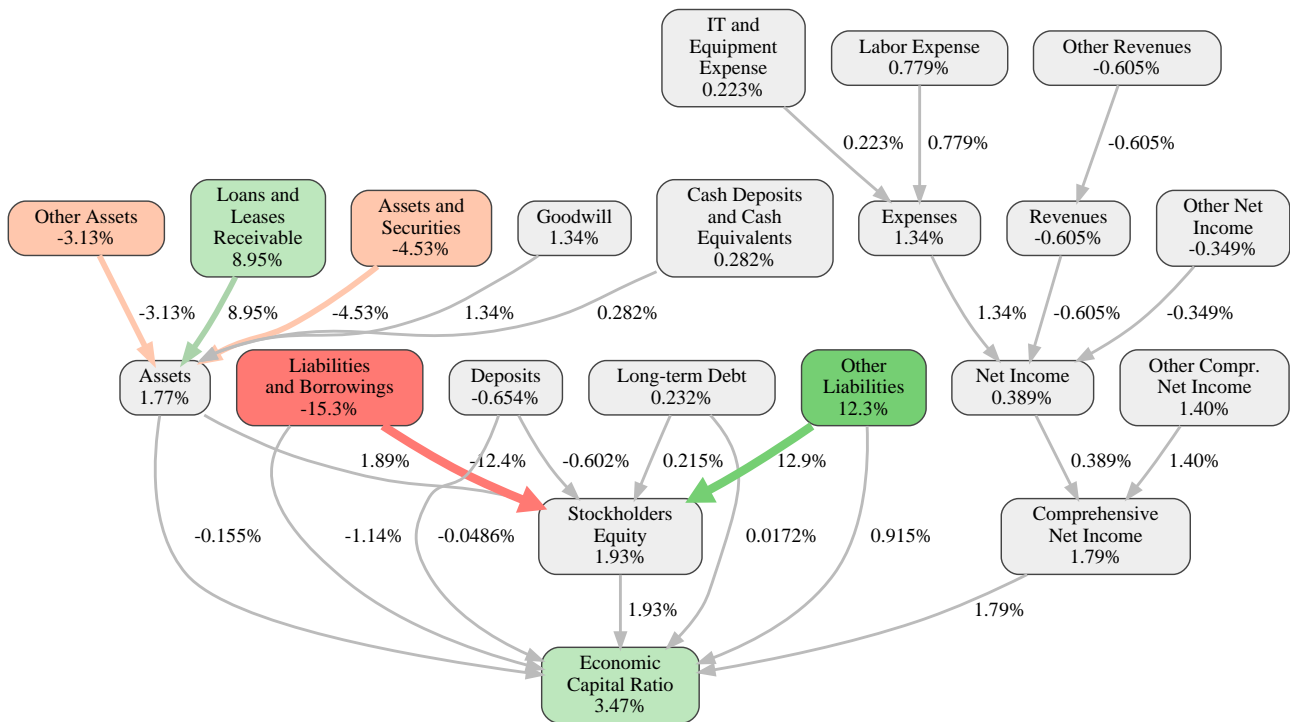 IT and
Equipment
Expense
0.223%
Labor Expense
0.779%
Other Revenues
-0.605%
0.223%
0.779%
-0.605%
Other Assets
-3.13%
Loans and
Leases
Receivable
8.95%
Assets and
Securities
-4.53%
Goodwill
1.34%
Cash Deposits
and Cash
Equivalents
0.282%
Expenses
1.34%
Revenues
-0.605%
Other Net
Income
-0.349%
-3.13%
8.95%
-4.53%
1.34%
0.282%
1.34%
-0.605%
-0.349%
Assets
1.77%
Liabilities
and Borrowings
-15.3%
Deposits
-0.654%
Long-term Debt
0.232%
Other
Liabilities
12.3%
Net Income
0.389%
Other Compr.
Net Income
1.40%
1.89%
-12.4%
-0.602%
0.215%
12.9%
0.389%
1.40%
Stockholders
Equity
1.93%
Comprehensive
Net Income
1.79%
-0.155%
-1.14%
-0.0486%
0.0172%
0.915%
1.93%
1.79%
Economic
Capital Ratio
3.47%